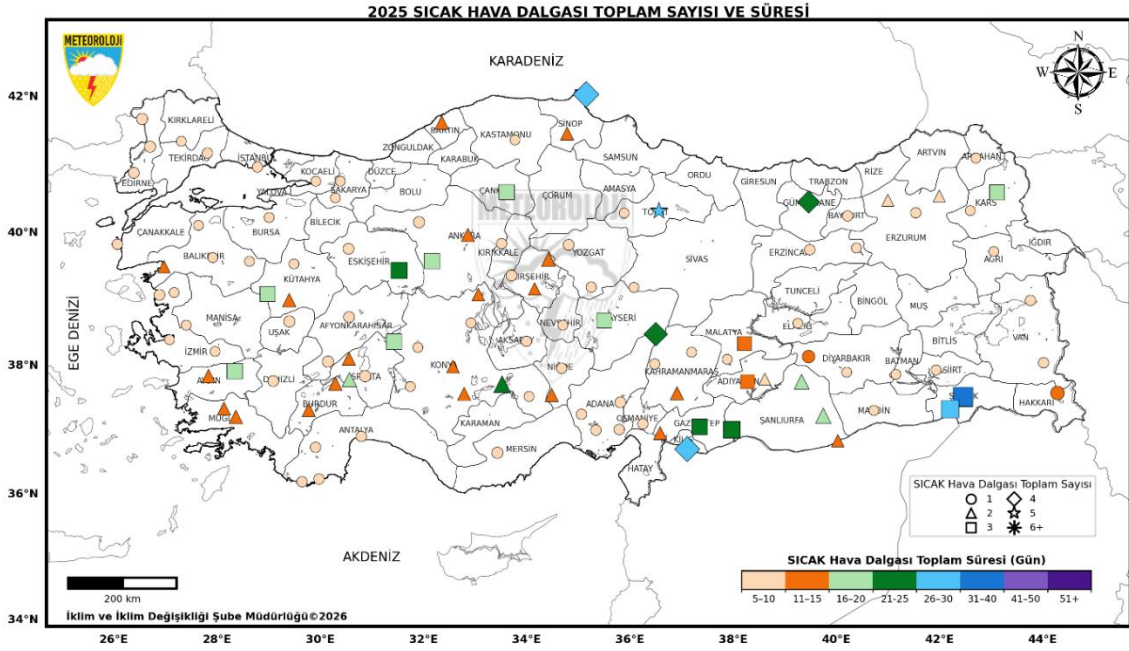 2025 SICAK HAVA DALGASI TOPLAM SAYISI VE SÜRESİ
METEOROLOJİ
KARADENİZ
N
W E
S
42°N
KIRKLARELİ
BARTIN
KASTAMONU
SİNOP
ZONGULDAK
TEKİRDAĞ
İSTANBUL
KARABÜK
SAMSUN
ARTVİN
ARDAHAN
EDİRNE
KOCAELİ
DÜZCE
ORDU
GİRESUN
TRABZON
RİZE
YALOVA
SAKARYA
BOLU
ÇANKIRI
ÇORUM
AMASYA
KARS
METEOROLOJİ
TOKAT
GÜMÜŞHANE
BAYBURT
40°N
ÇANAKKALE
BURSA
BİLECİK
ANKARA
KIRIKKALE
YOZGAT
SİVAS
ERZİNCAN
ERZURUM
IĞDIR
BALIKESİR
ESKİŞEHİR
AĞRI
KÜTAHYA
KIRŞEHİR
TUNCELİ
BİNGÖL
MUŞ
EGE DENİZİ
MANİSA
UŞAK
AFYONKARAHİSAR
NEVŞEHİR
KAYSERİ
ELAZIĞ
VAN
MALATYA
BİTLİS
38°N
İZMİR
AKSARAY
DİYARBAKIR
BATMAN
SİİRT
AYDIN
DENİZLİ
ISPARTA
KONYA
NİĞDE
KAHRAMANMARAŞ
ADIYAMAN
ŞIRNAK
HAKKARİ
BURDUR
ADANA
OSMANİYE
GAZİANTEP
ŞANLIURFA
MARDİN
MUĞLA
ANTALYA
KARAMAN
KİLİS
MERSİN
HATAY
36°N
SICAK Hava Dalgası Toplam Sayısı
1 4
2 5
3 6+
AKDENİZ
SICAK Hava Dalgası Toplam Süresi (Gün)
5–10 11–15 16–20 21-25 26–30 31–40 41–50 51+
200 km
İklim ve İklim Değişikliği Şube Müdürlüğü©2026
34°N
26°E 28°E 30°E 32°E 34°E 36°E 38°E 40°E 42°E 44°E